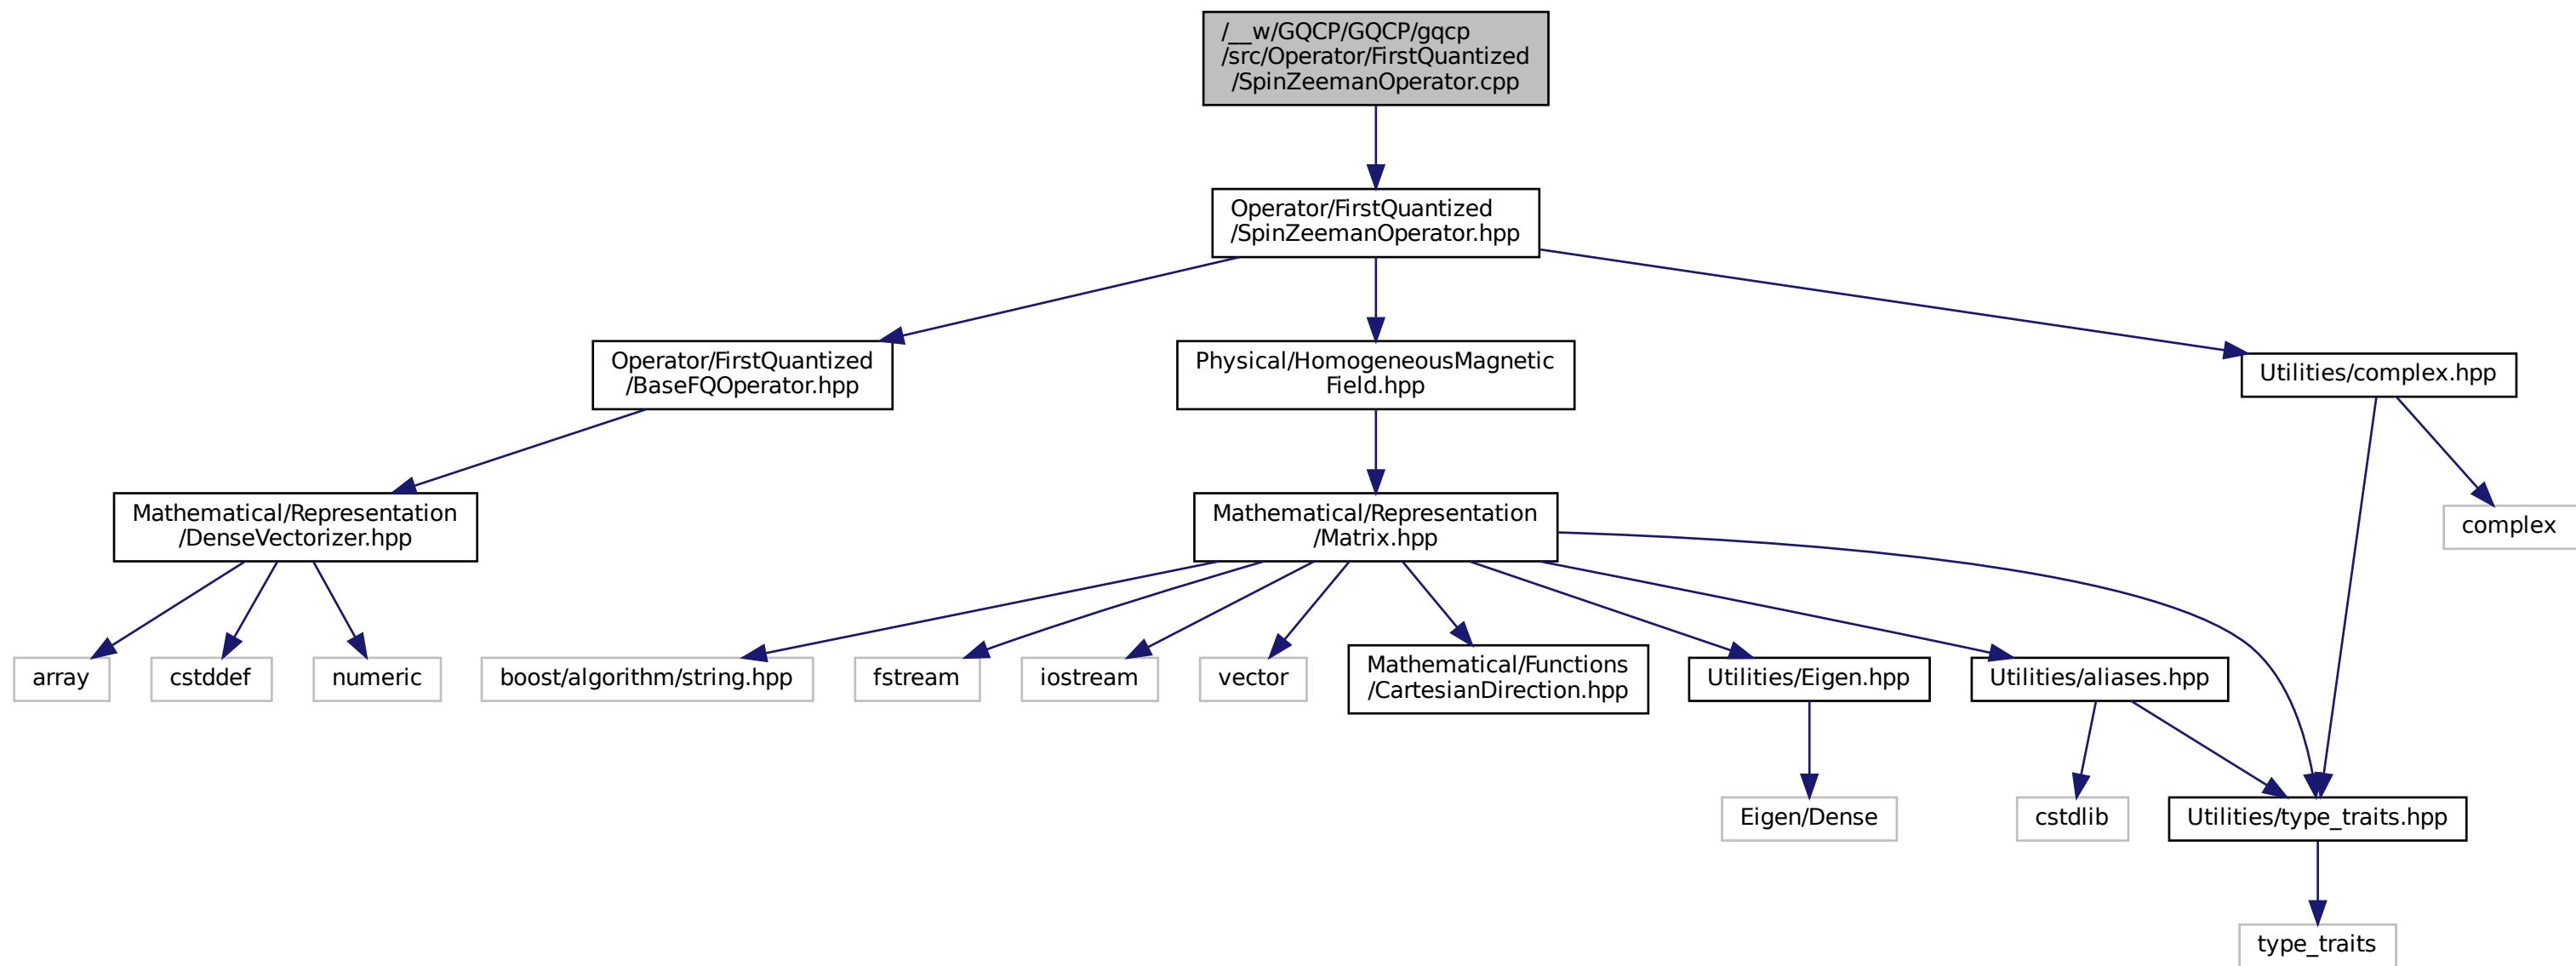 /__w/GQCP/GQCP/gqcp
/src/Operator/FirstQuantized
/SpinZeemanOperator.cpp
Operator/FirstQuantized
/SpinZeemanOperator.hpp
Operator/FirstQuantized
/BaseFQOperator.hpp
Physical/HomogeneousMagnetic
Field.hpp
Utilities/complex.hpp
Mathematical/Representation
/DenseVectorizer.hpp
Mathematical/Representation
/Matrix.hpp
complex
array
cstddef
numeric
boost/algorithm/string.hpp
fstream
iostream
vector
Mathematical/Functions
/CartesianDirection.hpp
Utilities/Eigen.hpp
Utilities/aliases.hpp
Eigen/Dense
cstdlib
Utilities/type_traits.hpp
type_traits